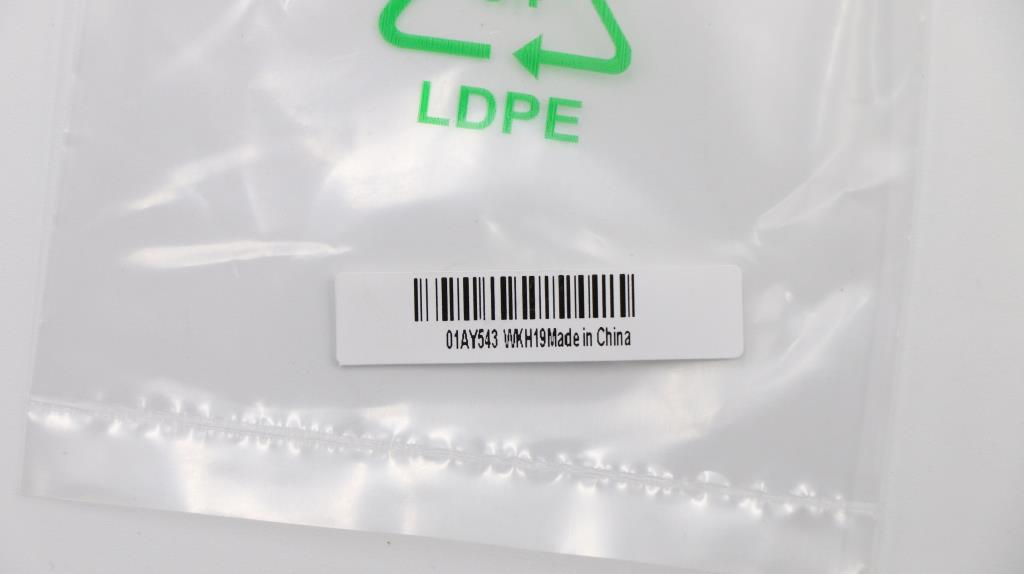 LDPE
01AY543 WKH19Made in China